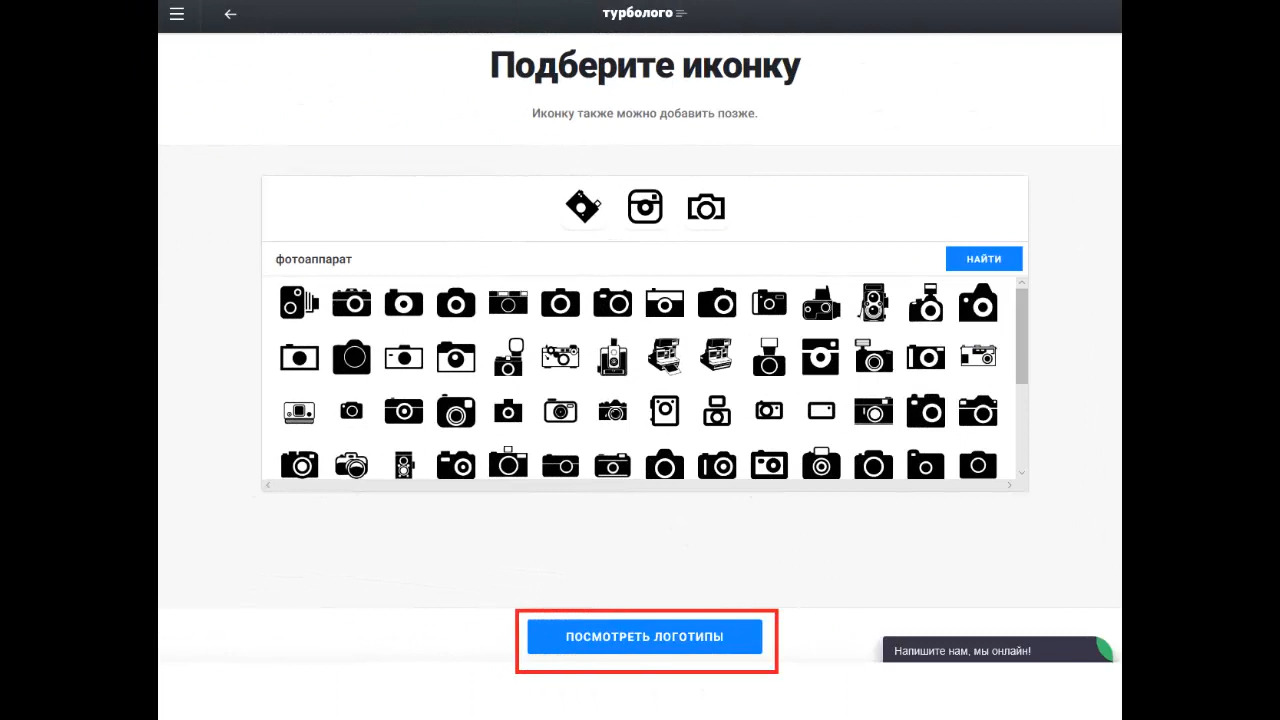 турболого
Подберите иконку
Иконку также можно добавить позже.
фотоаппарат
НАЙТИ
ПОСМОТРЕТЬ ЛОГОТИПЫ
Напишите нам, мы онлайн!